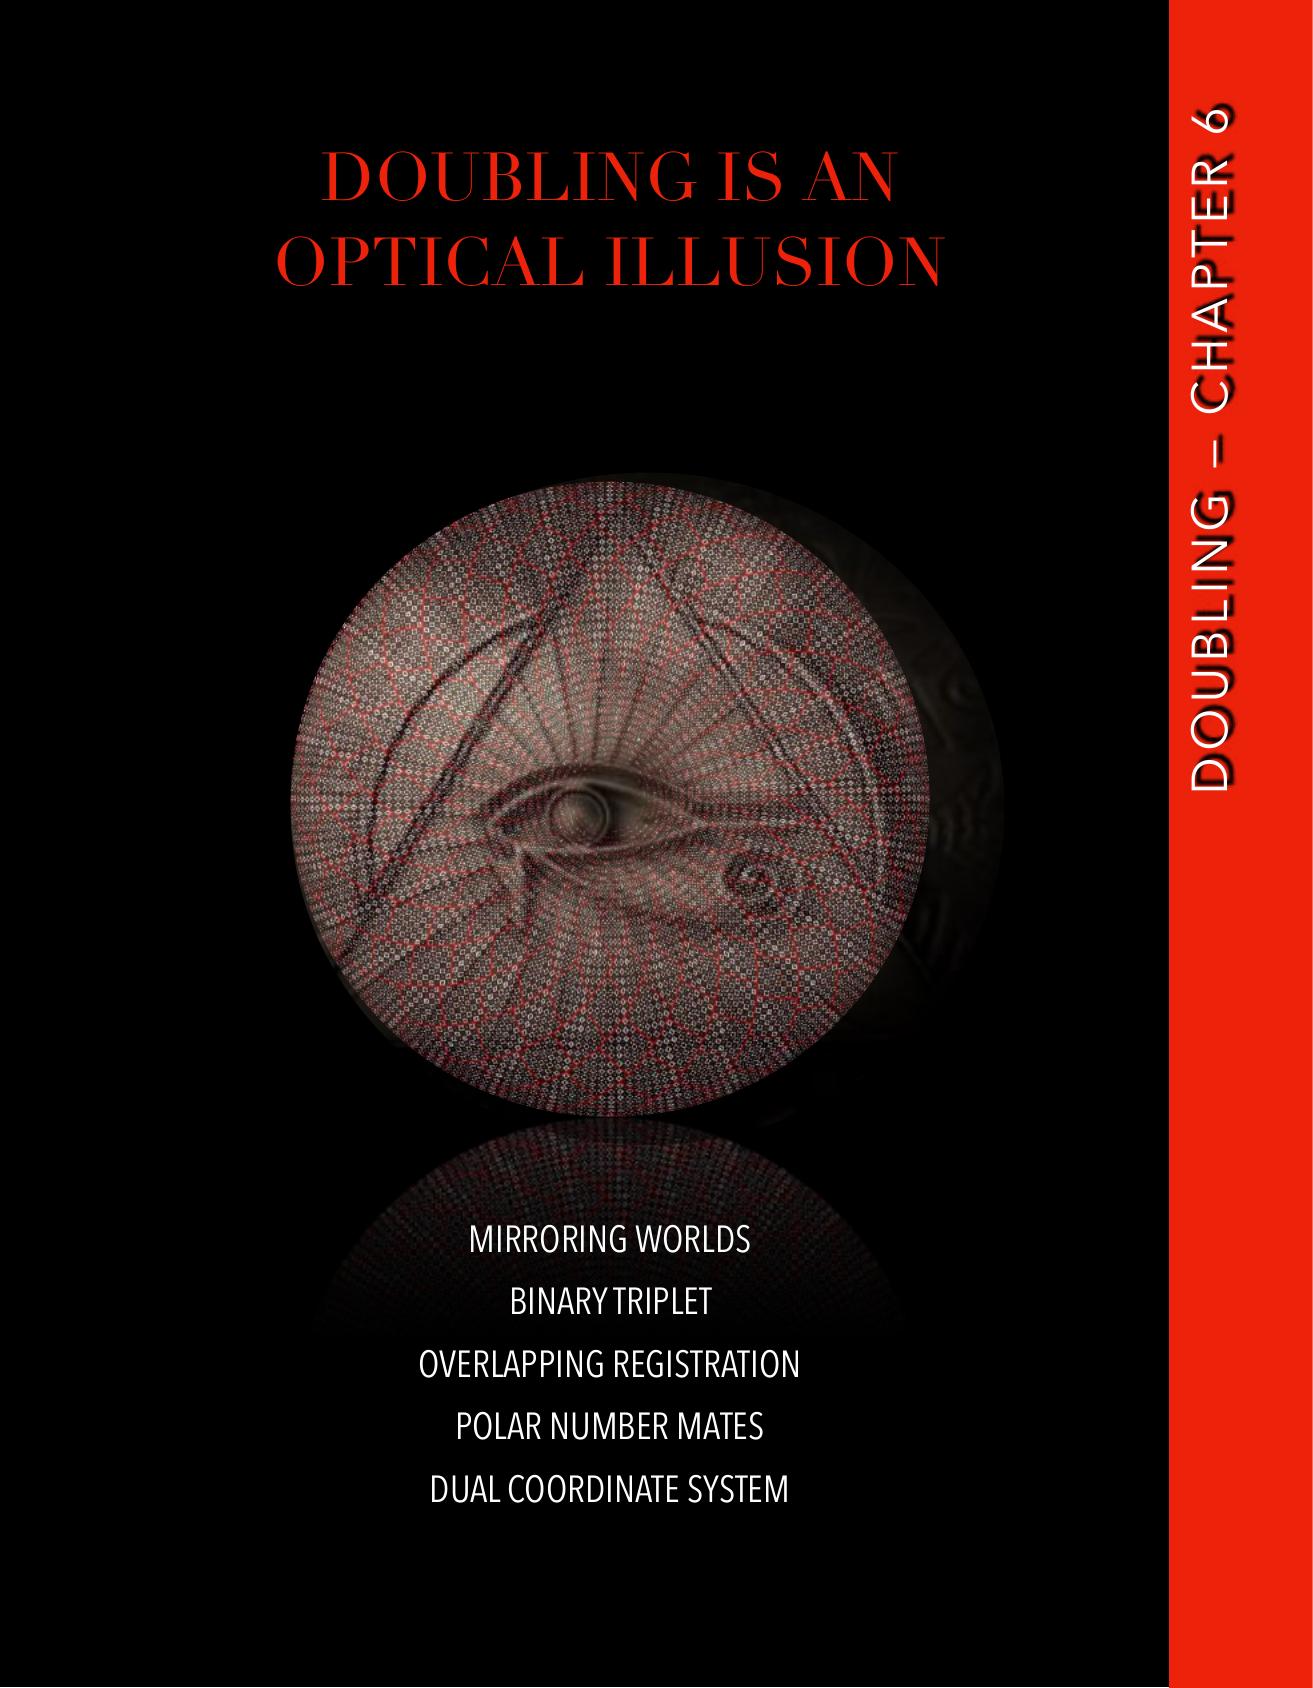 DOUBLING IS AN
OPTICAL ILLUSION
DOUBLING – CHAPTER 6
MIRRORING WORLDS
BINARY TRIPLET
OVERLAPPING REGISTRATION
POLAR NUMBER MATES
DUAL COORDINATE SYSTEM